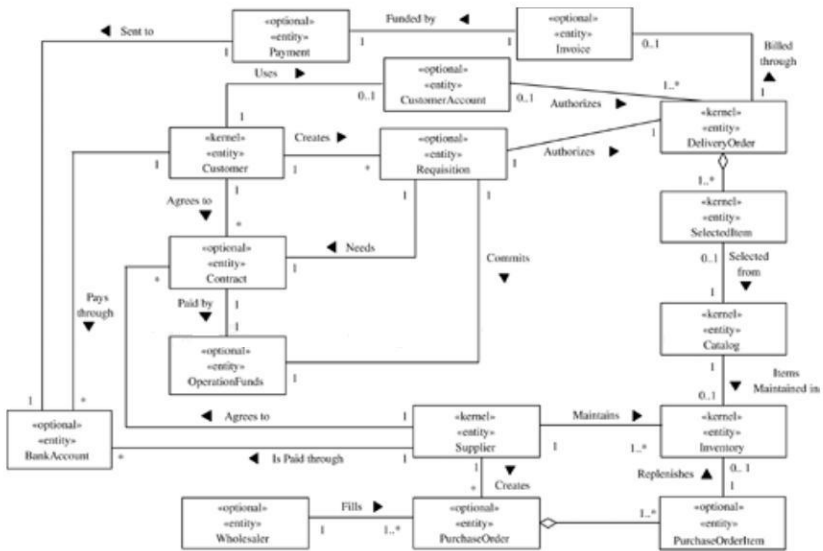 «optional»
«entity»
Payment
Funded by
«optional»
«entity»
Invoice
Sent to
1
1
1
0..1
Billed
through
Uses
«optional»
«entity»
CustomerAccount
0..1
0..1
1..*
1
Authorizes
«kernel»
«entity»
DeliveryOrder
1
«kernel»
«entity»
Customer
Creates
«optional»
«entity»
Requisition
1
1
*
1
1
Authorizes
1
1..*
Agrees to
1
*
1
1
«kernel»
«entity»
SelectedItem
«optional»
«entity»
Contract
Needs
1
*
Commits
0..1
Selected
from
1
Pays
through
Paid by
1
1
«optional»
«entity»
OperationFunds
1
«kernel»
«entity»
Catalog
1
Items
Maintained in
0..1
1
*
«optional»
«entity»
BankAccount
Agrees to
1
«kernel»
«entity»
Supplier
Maintains
1
1..*
«kernel»
«entity»
Inventory
*
Is Paid through
1
1
Creates
*
Replenishes
0..1
1
«optional»
«entity»
Wholesaler
Fills
1
1..*
«optional»
«entity»
PurchaseOrder
1..*
«optional»
«entity»
PurchaseOrderItem